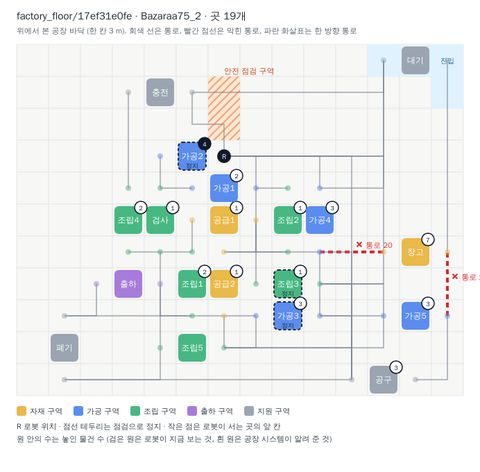 factory_floor/17ef31e0fe · Bazaraa75_2 · 곳 19개
위에서 본 공장 바닥 (한 칸 3 m). 회색 선은 통로, 빨간 점선은 막힌 통로, 파란 화살표는 한 방향 통로
안전 점검 구역
대기
충전
4
가공2
정지
R
2
가공1
2
조립4
1
검사
1
공급1
2
조립2
3
가공4
✕ 통로 20
7
창고
출하
2
조립1
1
공급2
1
조립3
정지
✕ 통로
3
가공3
정지
3
가공5
폐기
조립5
3
공구
자재 구역
가공 구역
조립 구역
출하 구역
지원 구역
R 로봇 위치 · 점선 테두리는 점검으로 정지 · 작은 점은 로봇이 서는 곳의 앞 칸
원 안의 수는 놓인 물건 수 (검은 원은 로봇이 지금 보는 것, 흰 원은 공장 시스템이 알려 준 것)